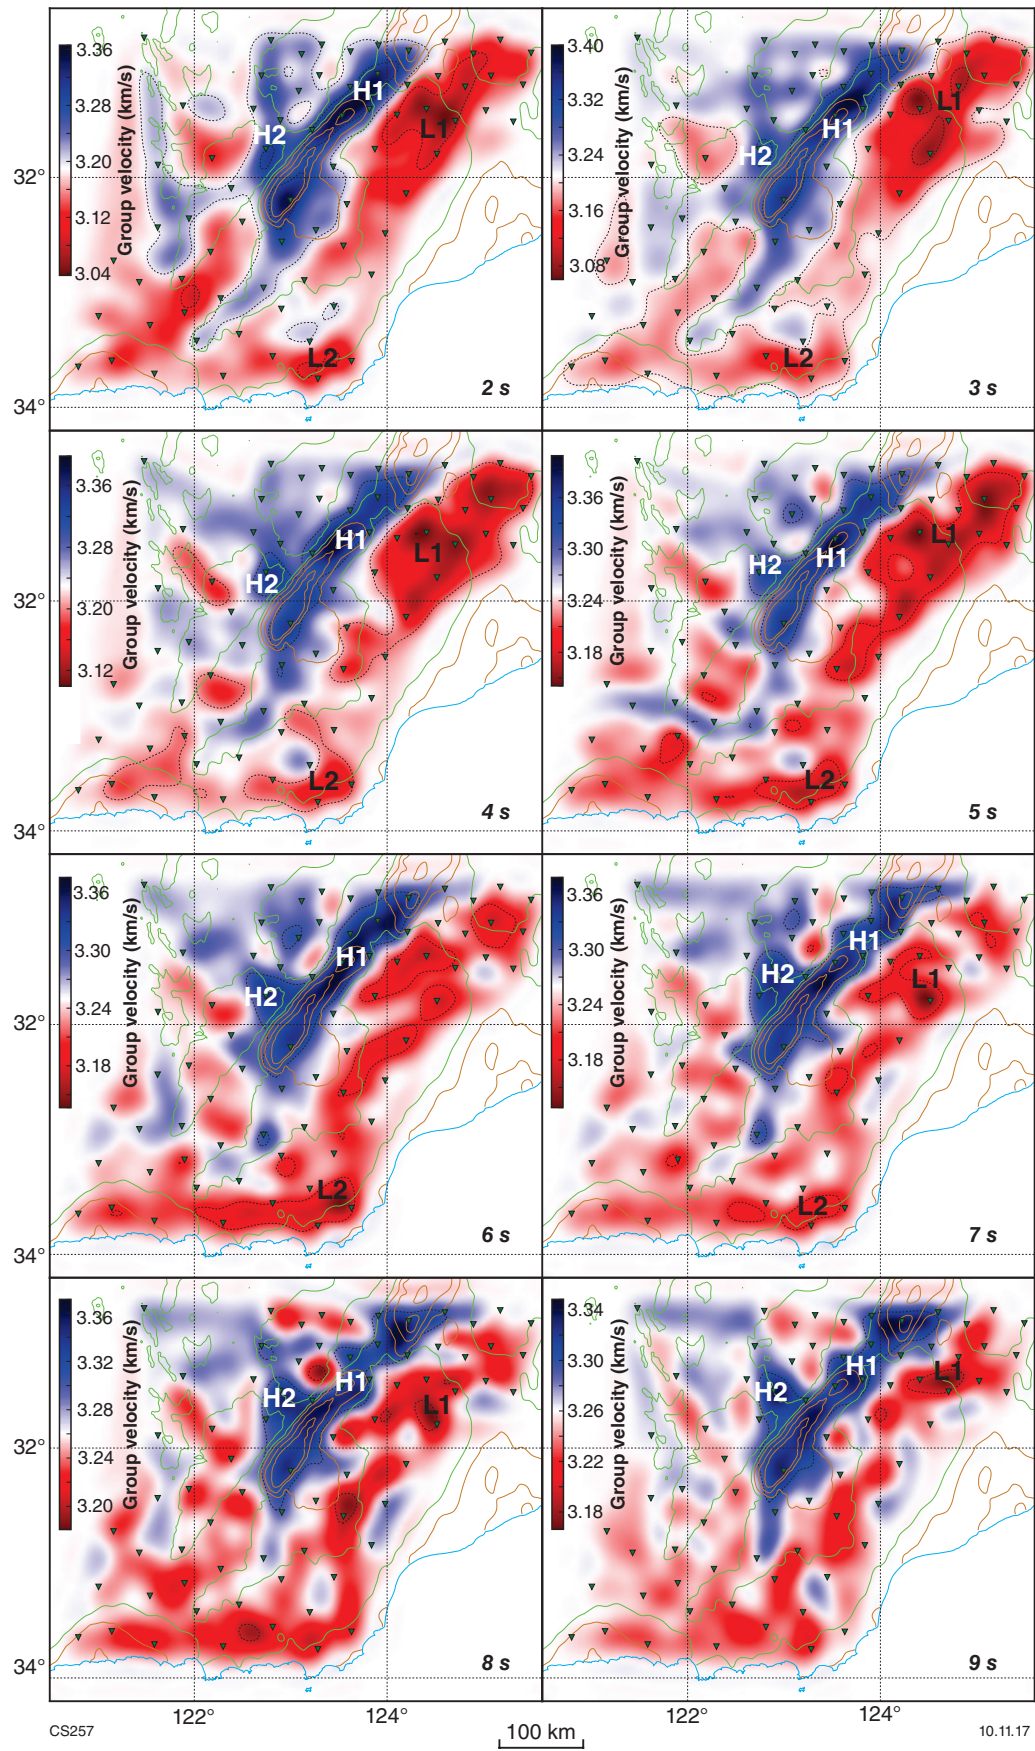 3.36
3.28
3.20
3.12
3.04
Group velocity (km/s)
H1
H2
L1
L2
32°
34°
2 s
3.40
3.32
3.24
3.16
3.08
Group velocity (km/s)
H1
H2
L1
L2
3 s
3.36
3.28
3.20
3.12
Group velocity (km/s)
H1
H2
L1
L2
32°
34°
4 s
3.36
3.30
3.24
3.18
Group velocity (km/s)
H1
H2
L1
L2
5 s
3.36
3.30
3.24
3.18
Group velocity (km/s)
H1
H2
L2
32°
34°
6 s
3.36
3.30
3.24
3.18
Group velocity (km/s)
H1
H2
L1
L2
7 s
3.36
3.32
3.28
3.24
3.20
Group velocity (km/s)
H1
H2
L1
32°
34°
8 s
3.34
3.30
3.26
3.22
3.18
Group velocity (km/s)
H1
H2
L1
9 s
122°
124°
122°
124°
CS257
100 km
10.11.17